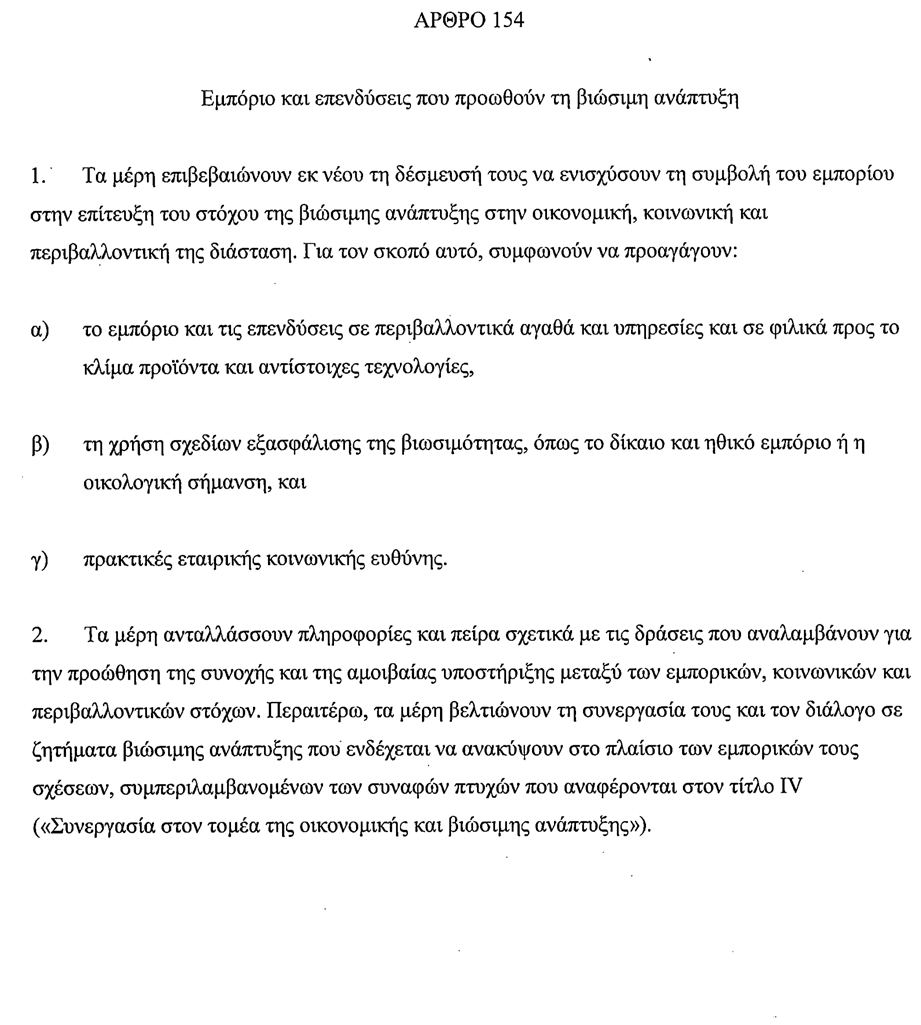 ΑΡΘΡΟ 154
Εμπόριο και επενδύσεις που προωθούν τη βιώσιμη ανάπτυξη
1. Τα μέρη επιβεβαιώνουν εκ νέου τη δέσμευσή τους να ενισχύσουν τη συμβολή του εμπορίου
στην επίτευξη του στόχου της βιώσιμης ανάπτυξης στην οικονομική, κοινωνική και
περιβαλλοντική της διάσταση. Για τον σκοπό αυτό, συμφωνούν να προαγάγουν:
α) το εμπόριο και τις επενδύσεις σε περιβαλλοντικά αγαθά και υπηρεσίες και σε φιλικά προς το
κλίμα προϊόντα και αντίστοιχες τεχνολογίες,
β) τη χρήση σχεδίων εξασφάλισης της βιωσιμότητας, όπως το δίκαιο και ηθικό εμπόριο ή η
οικολογική σήμανση, και
γ) πρακτικές εταιρικής κοινωνικής ευθύνης.
2. Τα μέρη ανταλλάσσουν πληροφορίες και πείρα σχετικά με τις δράσεις που αναλαμβάνουν για
την προώθηση της συνοχής και της αμοιβαίας υποστήριξης μεταξύ των εμπορικών, κοινωνικών και
περιβαλλοντικών στόχων. Περαιτέρω, τα μέρη βελτιώνουν τη συνεργασία τους και τον διάλογο σε
ζητήματα βιώσιμης ανάπτυξης που ενδέχεται να ανακύψουν στο πλαίσιο των εμπορικών τους
σχέσεων, συμπεριλαμβανομένων των συναφών πτυχών που αναφέρονται στον τίτλο IV
(«Συνεργασία στον τομέα της οικονομικής και βιώσιμης ανάπτυξης»).